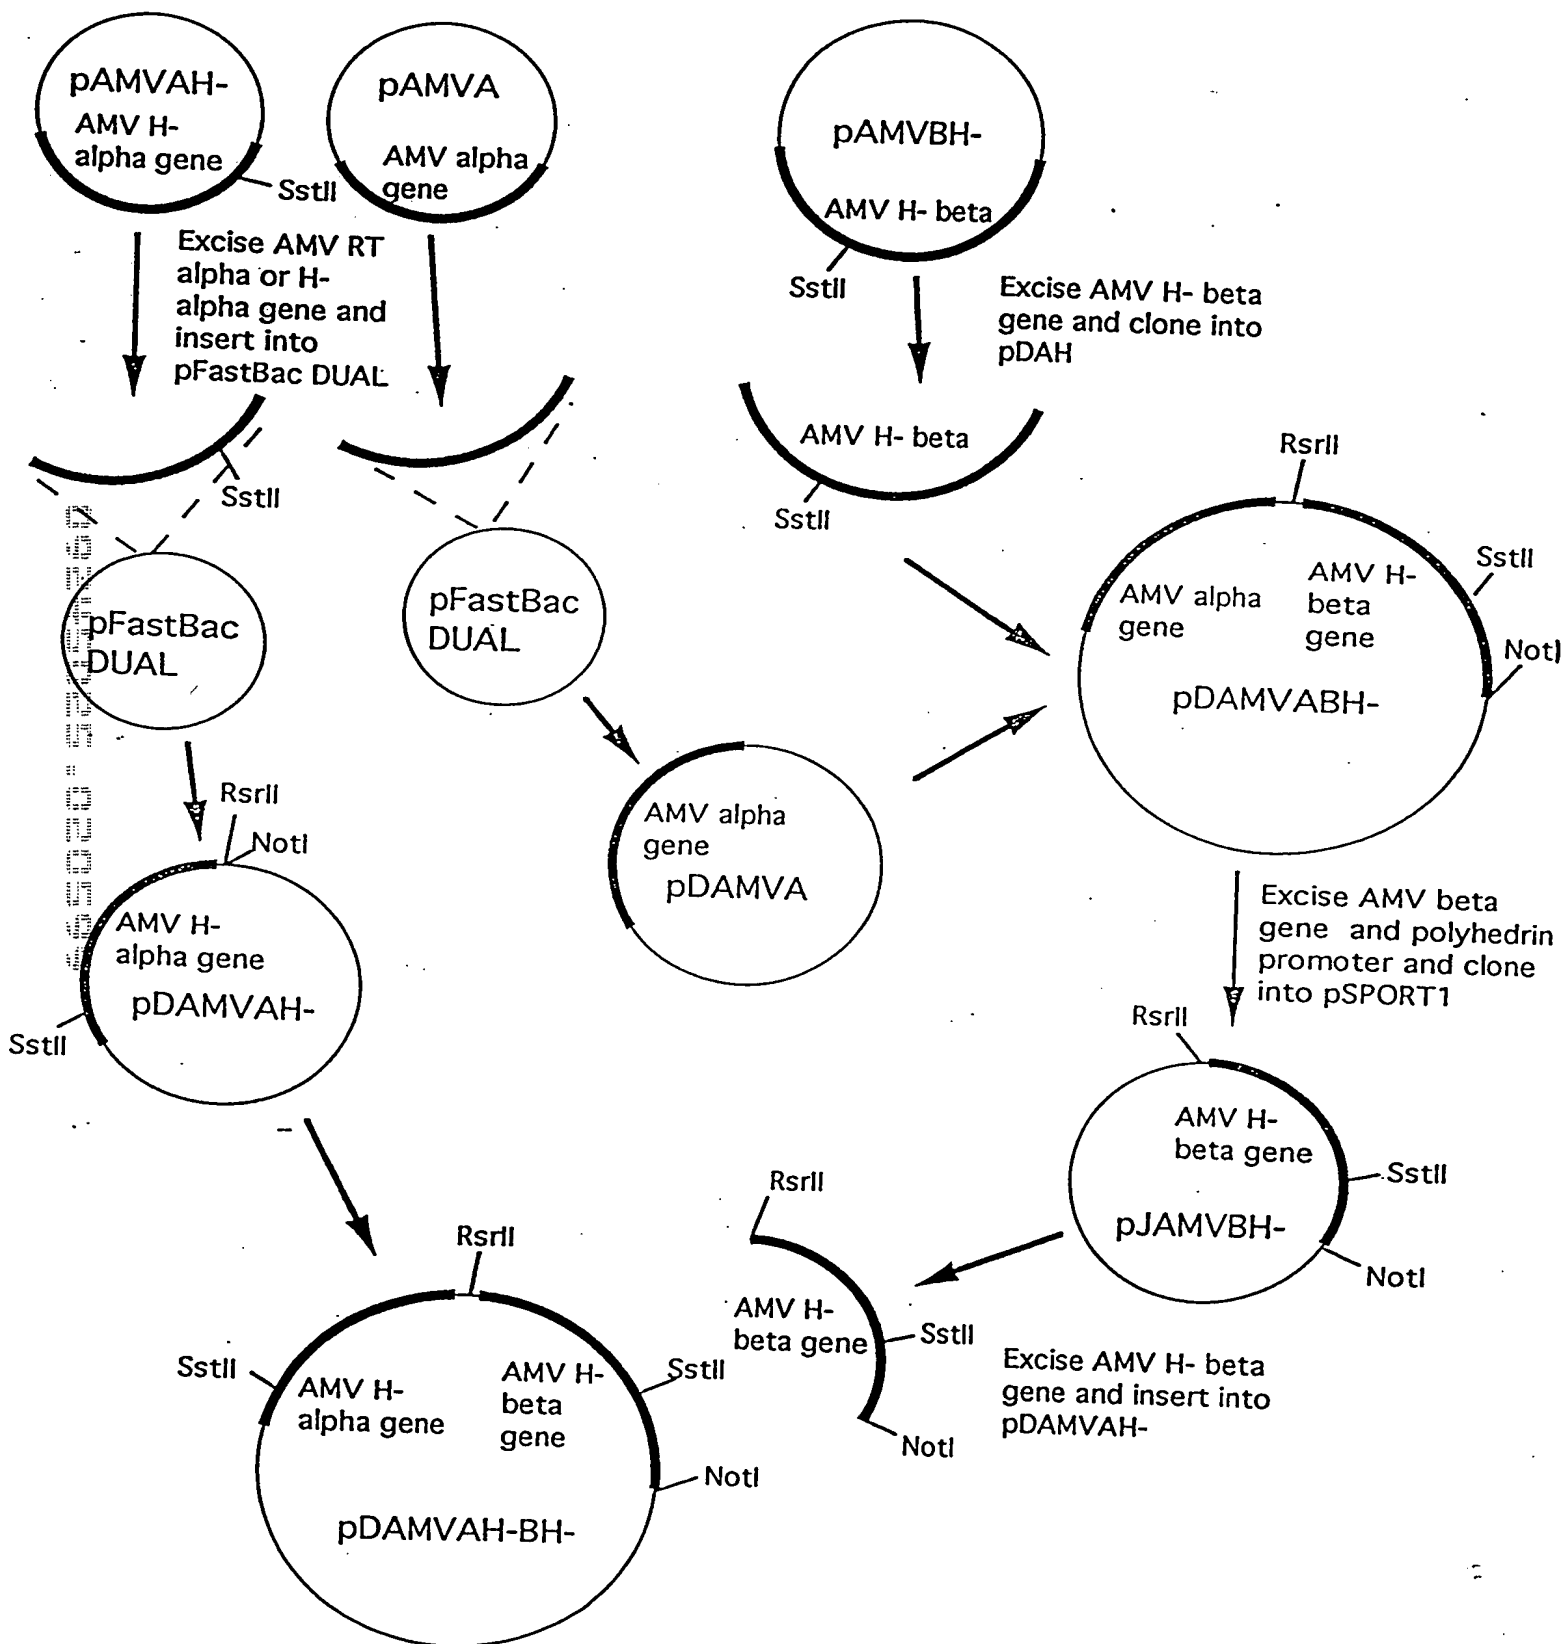 pAMVAH-
AMV H-
alpha gene
SstII
pAMVA
AMV alpha
gene
pAMVBH-
AMV H- beta
SstII
Excise AMV RT
alpha or H-
alpha gene and
insert into
pFastBac DUAL
Excise AMV H- beta
gene and clone into
pDAH
SstII
AMV H- beta
SstII
pFastBac
DUAL
pFastBac
DUAL
RsrII
SstII
AMV alpha
gene
AMV H-
beta
gene
NotI
pDAMVABH-
RsrII
NotI
AMV H-
alpha gene
pDAMVAH-
SstII
AMV alpha
gene
pDAMVA
Excise AMV beta
gene and polyhedrin
promoter and clone
into pSPORT1
RsrII
AMV H-
beta gene
SstII
pJAMVBH-
NotI
RsrII
AMV H-
beta gene
SstII
NotI
Excise AMV H- beta
gene and insert into
pDAMVAH-
RsrII
SstII
AMV H-
alpha gene
AMV H-
beta
gene
SstII
NotI
pDAMVAH-BH-